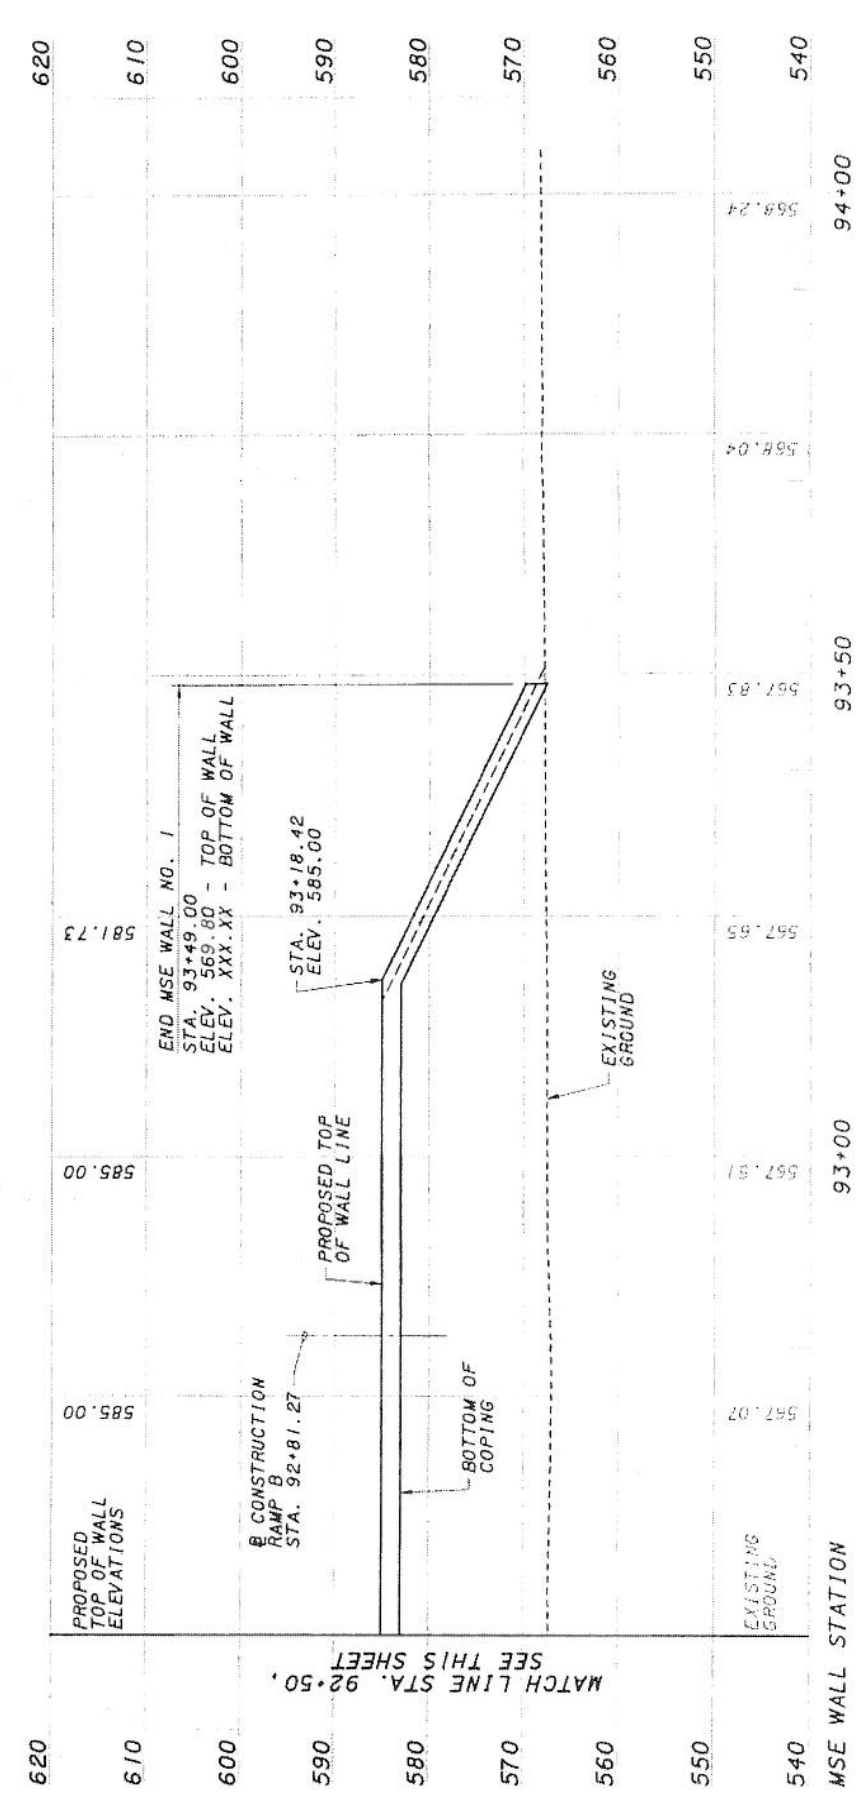 620
610
600
590
580
570
560
550
540
620
610
600
590
580
570
560
550
540
PROPOSED
TOP OF WALL
ELEVATIONS
585.00
585.00
581.73
END MSE WALL NO. 1
STA. 93+49.00
ELEV. 569.80 - TOP OF WALL
ELEV. XXX.XX - BOTTOM OF WALL
STA. 93+18.42
ELEV. 585.00
PROPOSED TOP
OF WALL LINE
℄ CONSTRUCTION
RAMP B
STA. 92+81.27
BOTTOM OF
COPING
EXISTING
GROUND
MATCH LINE STA. 92+50,
SEE THIS SHEET
EXISTING
GROUND
567.07
567.61
567.65
567.83
568.04
568.24
MSE WALL STATION
93+00
93+50
94+00